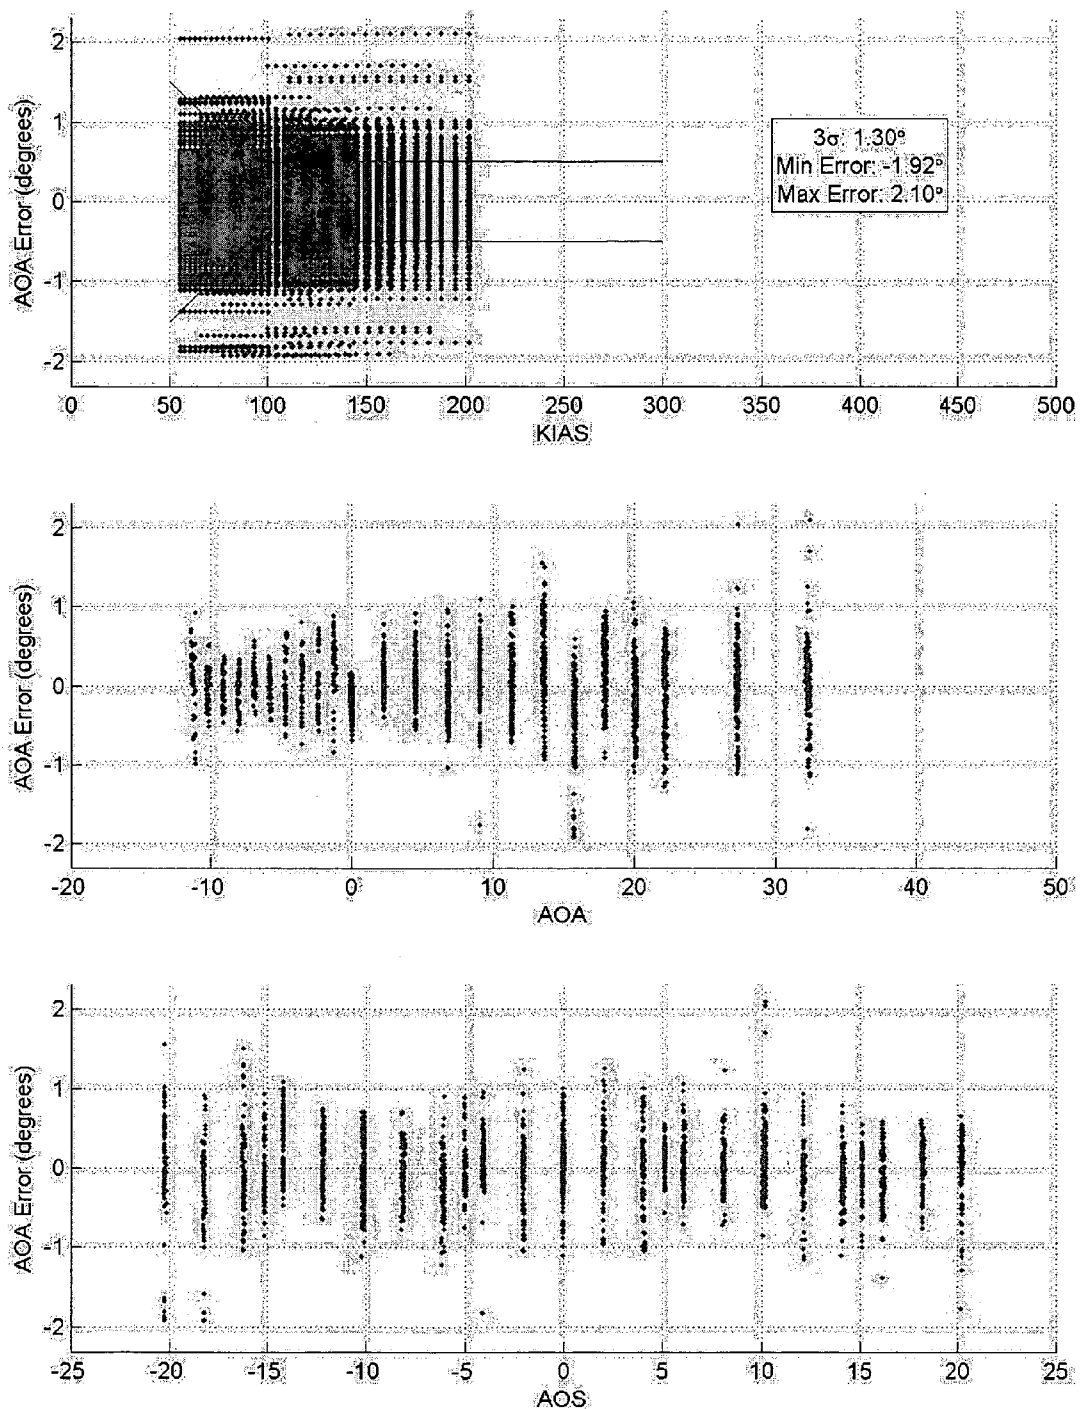 2
1
0
-1
-2
AOA Error (degrees)
3σ: 1.30°
Min Error: -1.92°
Max Error: 2.10°
0 50 100 150 200 250 300 350 400 450 500
KIAS
2
1
0
-1
-2
AOA Error (degrees)
-20 -10 0 10 20 30 40 50
AOA
2
1
0
-1
-2
AOA Error (degrees)
-25 -20 -15 -10 -5 0 5 10 15 20 25
AOS